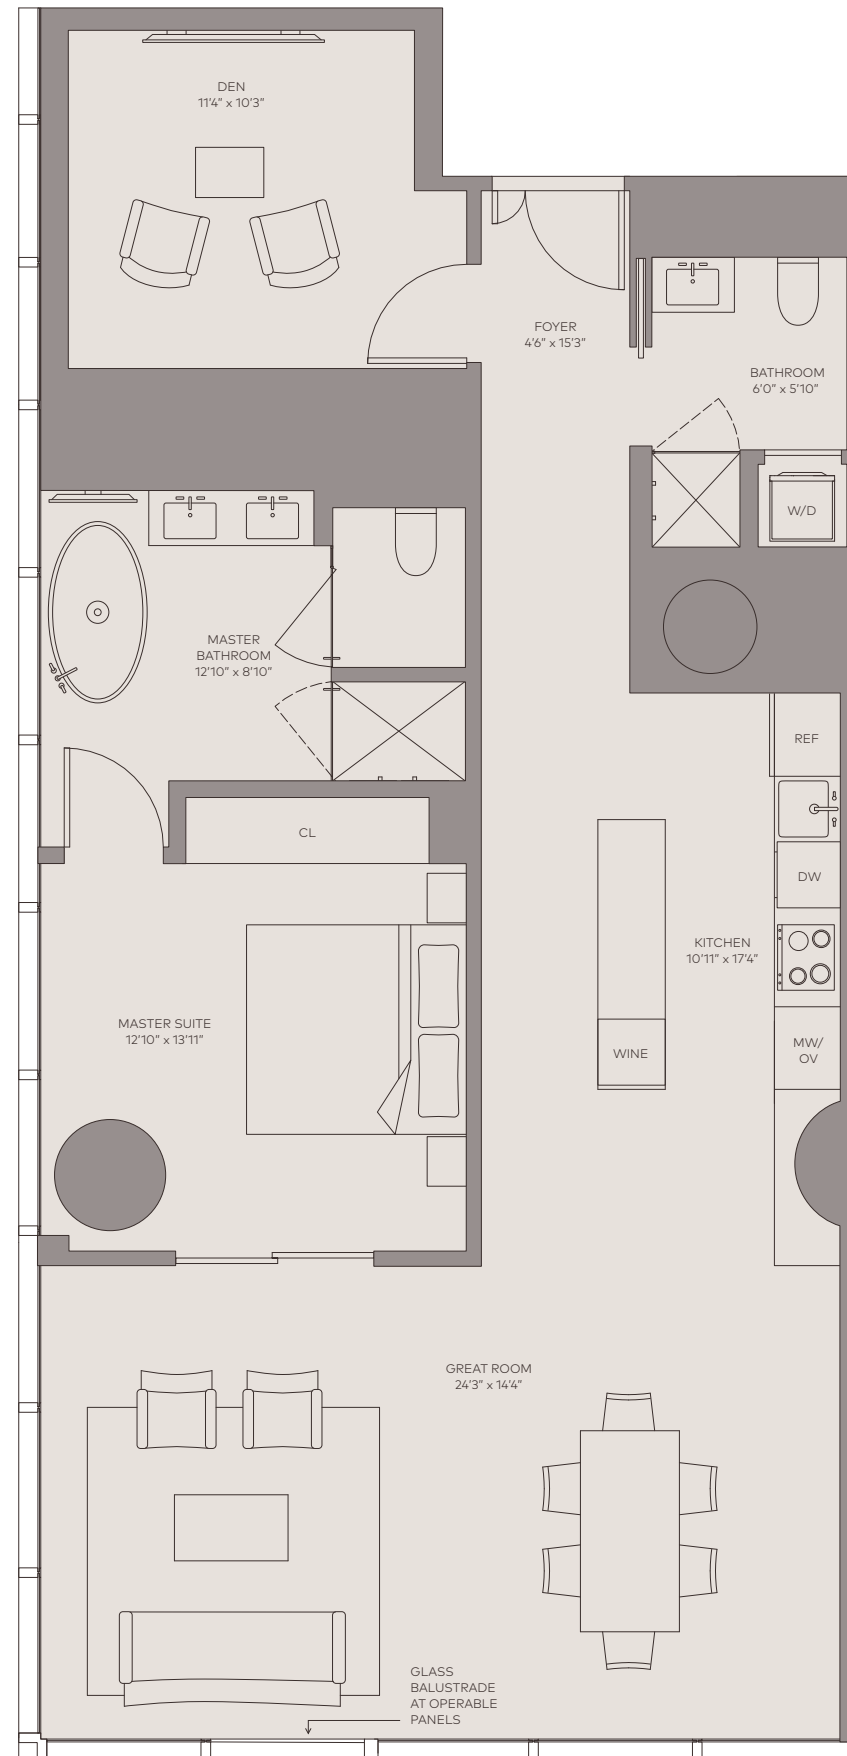 DEN
11'4" x 10'3"
FOYER
4'6" x 15'3"
BATHROOM
6'0" x 5'10"
W/D
MASTER
BATHROOM
12'10" x 8'10"
REF
CL
DW
KITCHEN
10'11" x 17'4"
MASTER SUITE
12'10" x 13'11"
WINE
MW/
OV
GREAT ROOM
24'3" x 14'4"
GLASS
BALUSTRADE
AT OPERABLE
PANELS